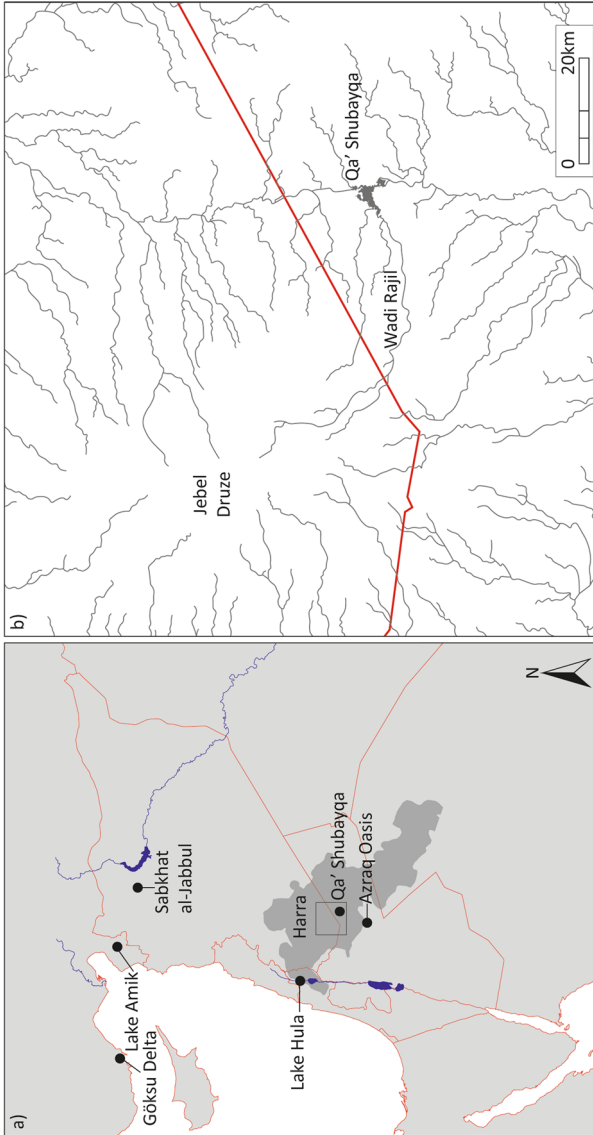 a)
Göksu Delta
Lake Amik
Sabkhat
al-Jabbul
Lake Hula
Harra
Qa’ Shubayqa
Azraq Oasis
N
b)
Jebel
Druze
Wadi Rajil
Qa’ Shubayqa
0
20km